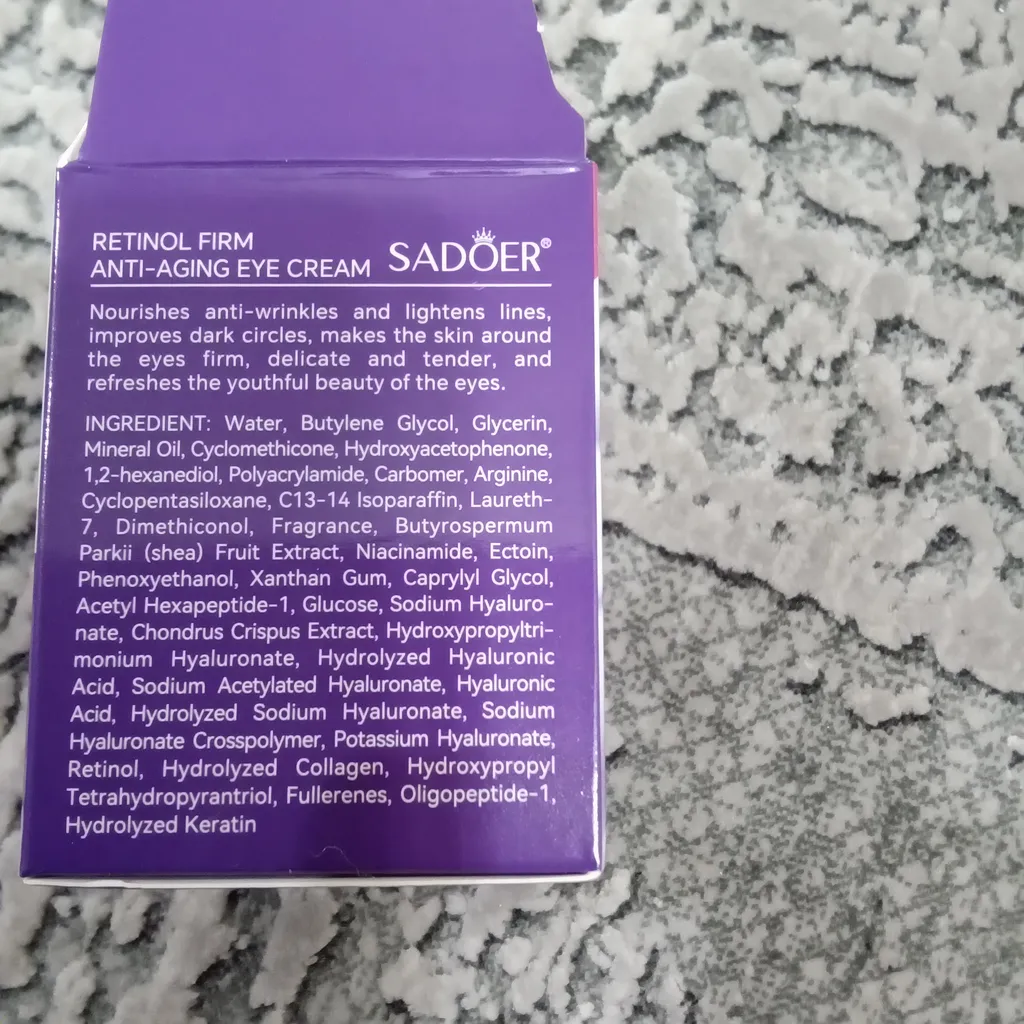 RETINOL FIRM
ANTI-AGING EYE CREAM
SADOER®
Nourishes anti-wrinkles and lightens lines,
improves dark circles, makes the skin around
the eyes firm, delicate and tender, and
refreshes the youthful beauty of the eyes.
INGREDIENT: Water, Butylene Glycol, Glycerin,
Mineral Oil, Cyclomethicone, Hydroxyacetophenone,
1,2-hexanediol, Polyacrylamide, Carbomer, Arginine,
Cyclopentasiloxane, C13-14 Isoparaffin, Laureth-
7, Dimethiconol, Fragrance, Butyrospermum
Parkii (shea) Fruit Extract, Niacinamide, Ectoin,
Phenoxyethanol, Xanthan Gum, Caprylyl Glycol,
Acetyl Hexapeptide-1, Glucose, Sodium Hyaluro-
nate, Chondrus Crispus Extract, Hydroxypropyltri-
monium Hyaluronate, Hydrolyzed Hyaluronic
Acid, Sodium Acetylated Hyaluronate, Hyaluronic
Acid, Hydrolyzed Sodium Hyaluronate, Sodium
Hyaluronate Crosspolymer, Potassium Hyaluronate,
Retinol, Hydrolyzed Collagen, Hydroxypropyl
Tetrahydropyrantriol, Fullerenes, Oligopeptide-1,
Hydrolyzed Keratin